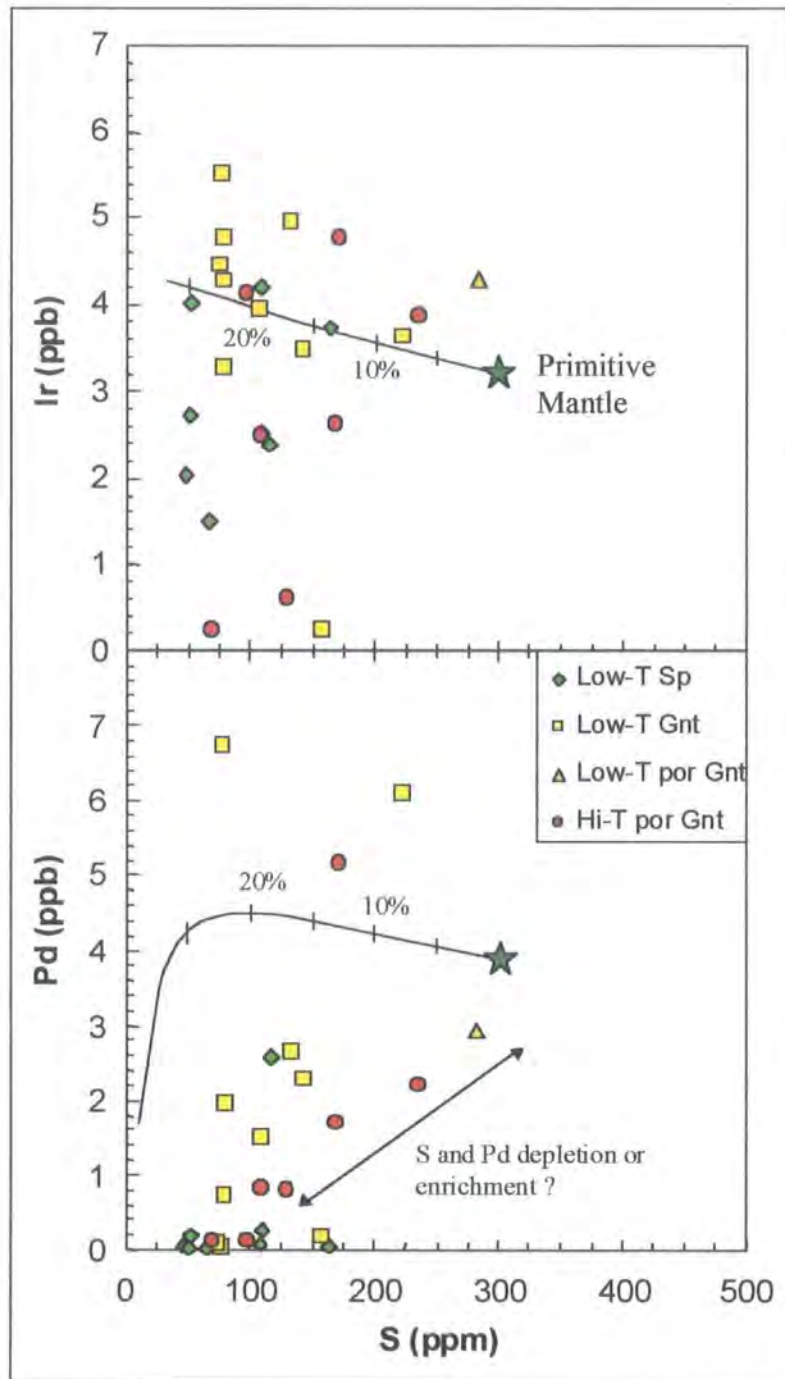 7
6
5
4
3
2
1
0
Ir (ppb)
20%
10%
Primitive
Mantle
Low-T Sp
Low-T Gnt
Low-T por Gnt
Hi-T por Gnt
7
6
5
4
3
2
1
0
Pd (ppb)
20%
10%
S and Pd depletion or
enrichment ?
0 100 200 300 400 500
S (ppm)